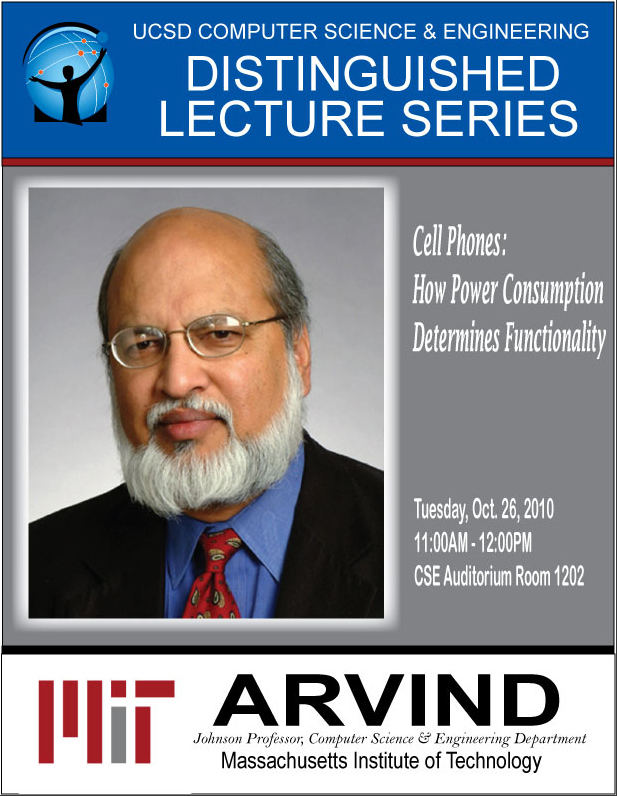 UCSD COMPUTER SCIENCE & ENGINEERING
DISTINGUISHED
LECTURE SERIES
Cell Phones:
How Power Consumption
Determines Functionality
Tuesday, Oct. 26, 2010
11:00AM - 12:00PM
CSE Auditorium Room 1202
MIT
ARVIND
Johnson Professor, Computer Science & Engineering Department
Massachusetts Institute of Technology